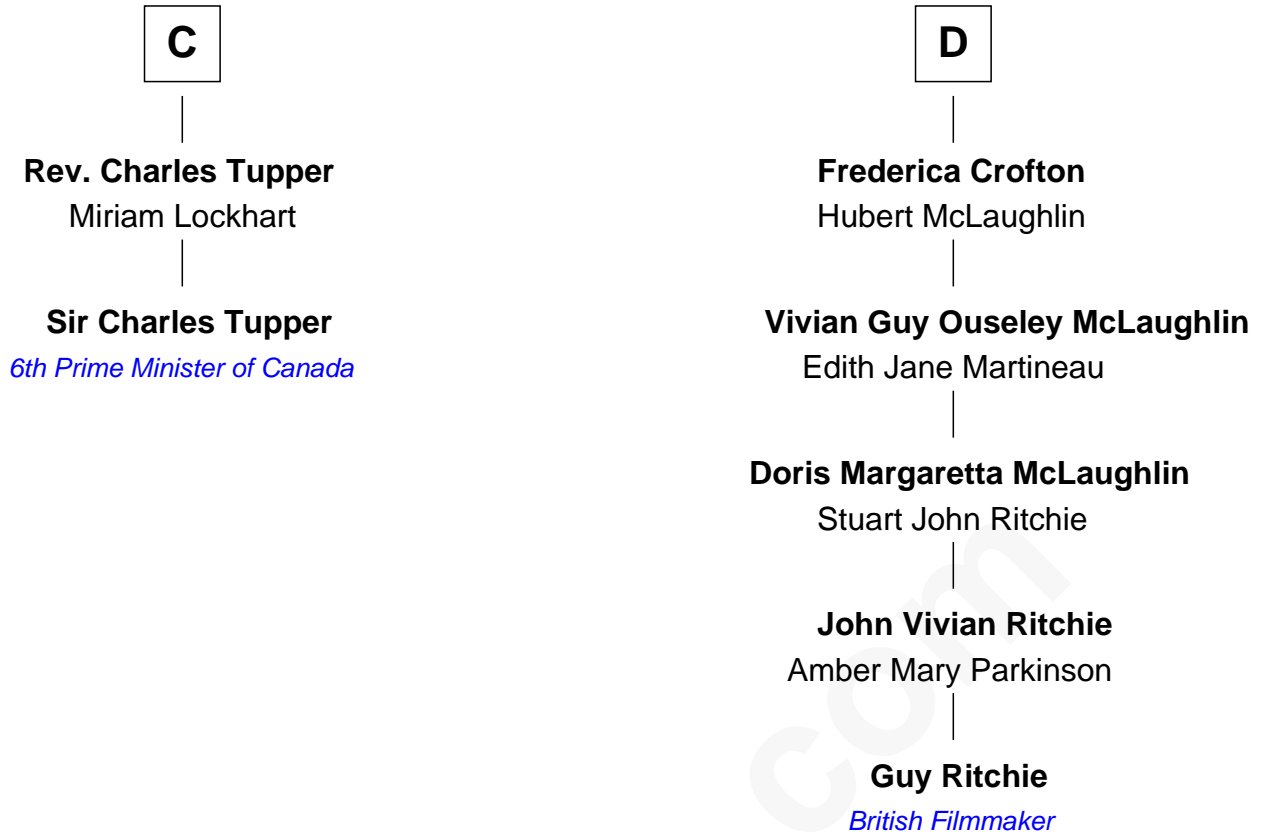 C
Rev. Charles Tupper
Miriam Lockhart
Sir Charles Tupper
6th Prime Minister of Canada
D
Frederica Crofton
Hubert McLaughlin
Vivian Guy Ouseley McLaughlin
Edith Jane Martineau
Doris Margaretta McLaughlin
Stuart John Ritchie
John Vivian Ritchie
Amber Mary Parkinson
Guy Ritchie
British Filmmaker
com